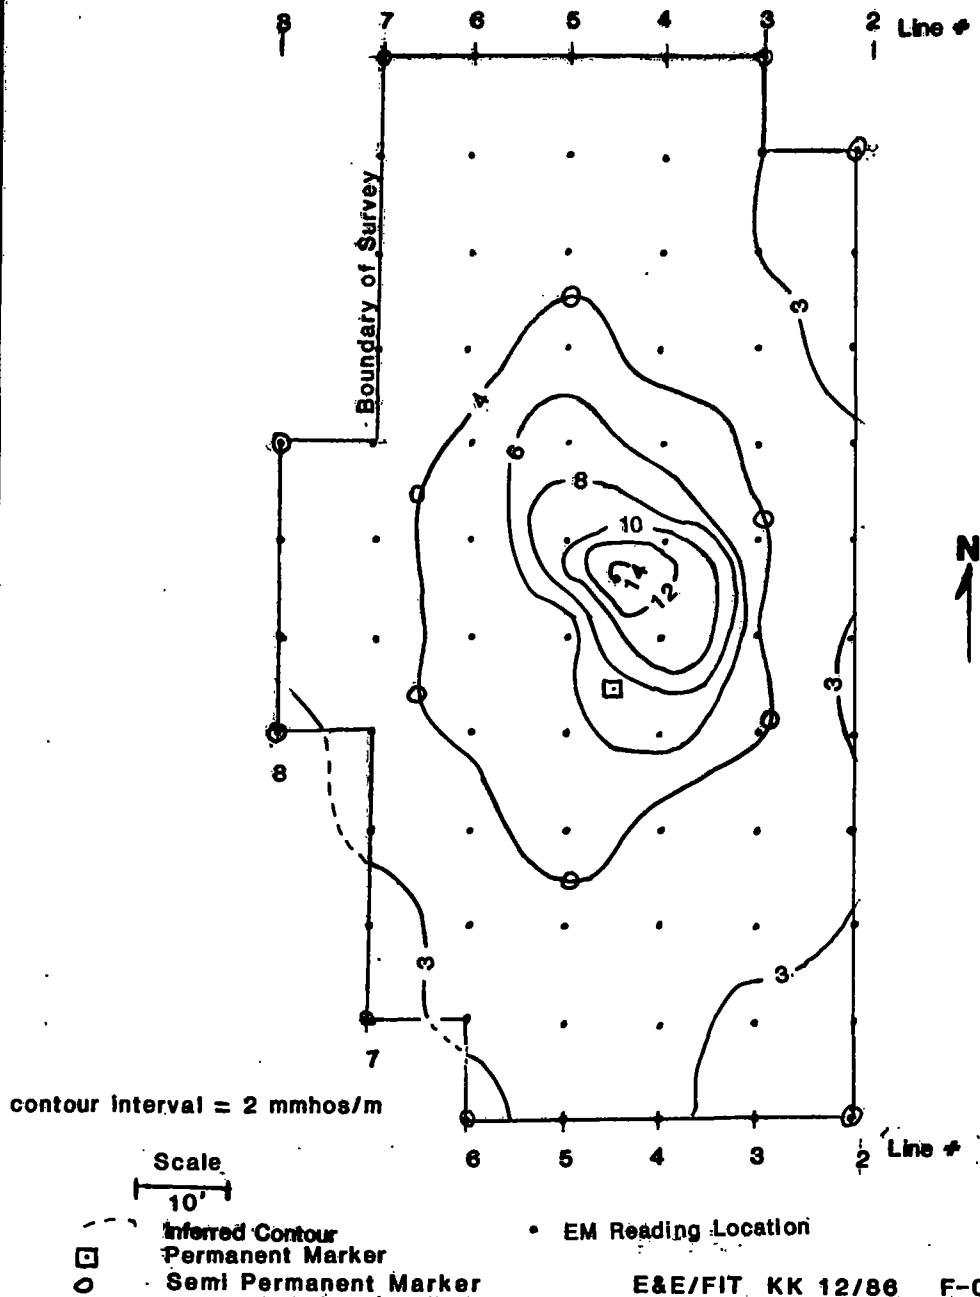 8 7 6 5 4 3 2 Line #
Boundary of Survey
3
4
6
8
10
N
14
12
3
8
3
3
7
contour interval = 2 mmhos/m
6 5 4 3 2 Line #
Scale
10'
Inferred Contour
• EM Reading Location
Permanent Marker
Semi Permanent Marker
E&E/FIT KK 12/86 F-